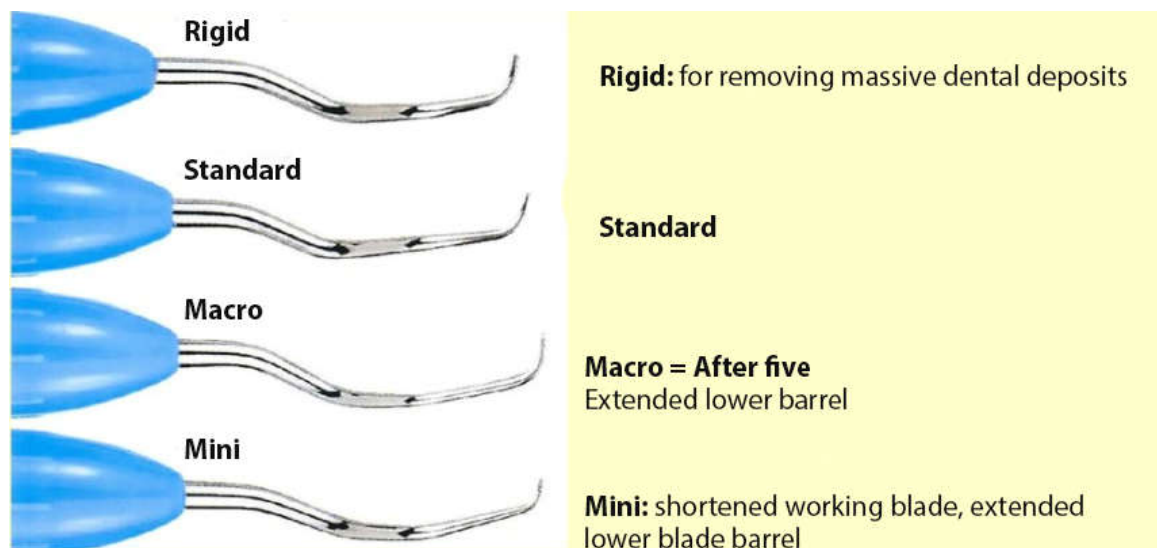 Rigid
Rigid: for removing massive dental deposits
Standard
Standard
Macro
Macro = After five
Extended lower barrel
Mini
Mini: shortened working blade, extended
lower blade barrel